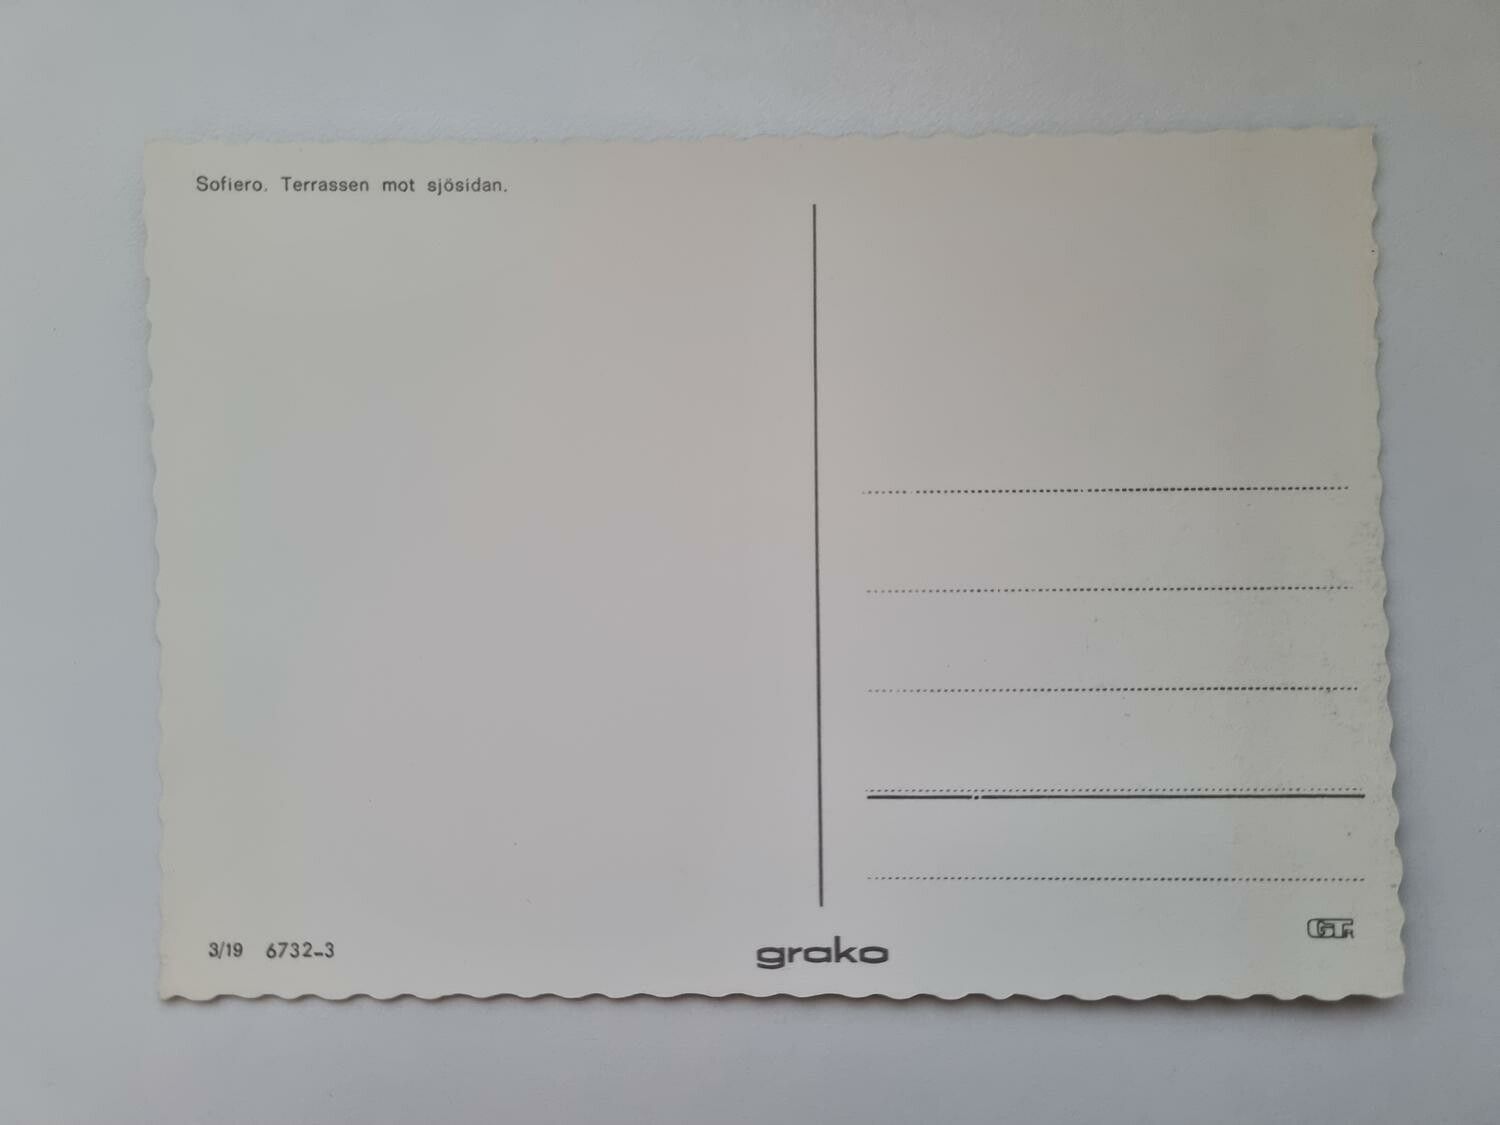 Sofiero. Terrassen mot sjösidan.
3/19 6732-3
grako